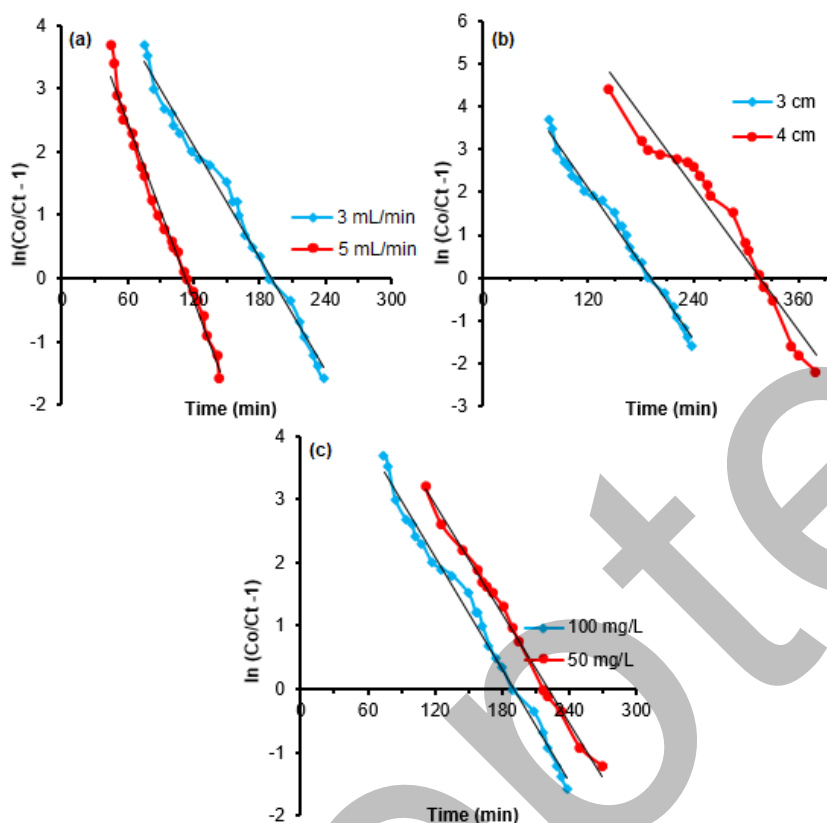 (a)
ln(Co/Ct - 1)
4
3
2
1
0
-1
-2
0 60 120 180 240 300
3 mL/min
5 mL/min
Time (min)
(b)
ln (Co/Ct -1)
6
5
4
3
2
1
0
-1
-2
-3
0 120 240 360
3 cm
4 cm
Time (min)
(c)
ln (Co/Ct -1)
4
3
2
1
0
-1
-2
0 60 120 180 240 300
100 mg/L
50 mg/L
Time (min)